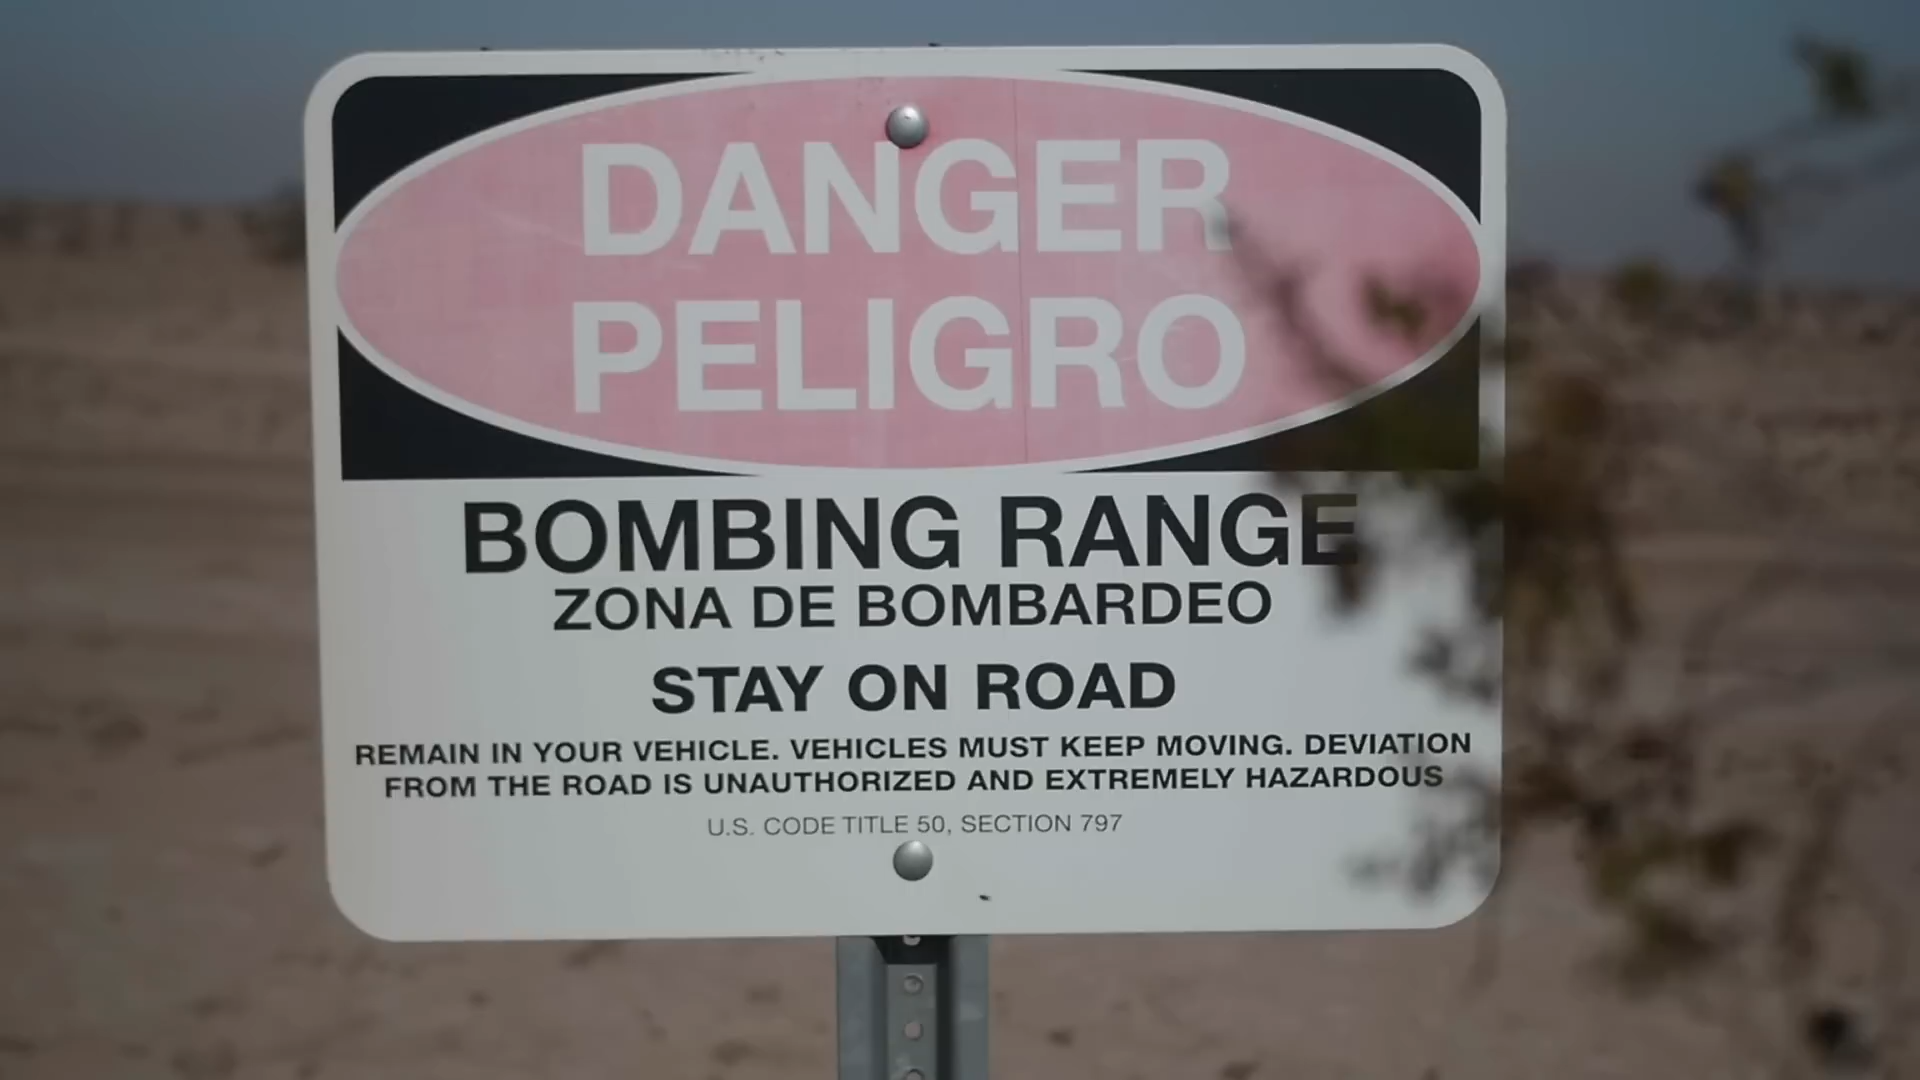 DANGER
PELIGRO
BOMBING RANGE
ZONA DE BOMBARDEO
STAY ON ROAD
REMAIN IN YOUR VEHICLE. VEHICLES MUST KEEP MOVING. DEVIATION
FROM THE ROAD IS UNAUTHORIZED AND EXTREMELY HAZARDOUS
U.S. CODE TITLE 50, SECTION 797